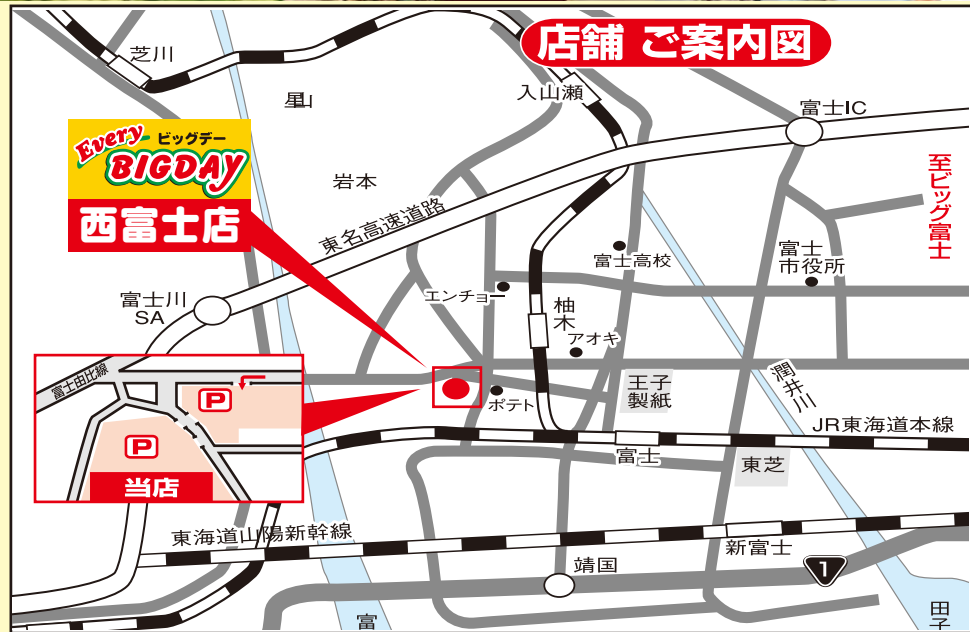 店舗 ご案内図
芝川
星山
入山瀬
富士IC
Every ビッグデー
BIGDAY
西富士店
岩本
東名高速道路
至ビッグ富士
富士高校
富士
市役所
エンチョー
富士川
SA
柚木
アオキ
富士由比線
P
P
当店
ポテト
王子
製紙
潤井川
JR東海道本線
富士
東芝
東海道山陽新幹線
新富士
靖国
1
富
田子